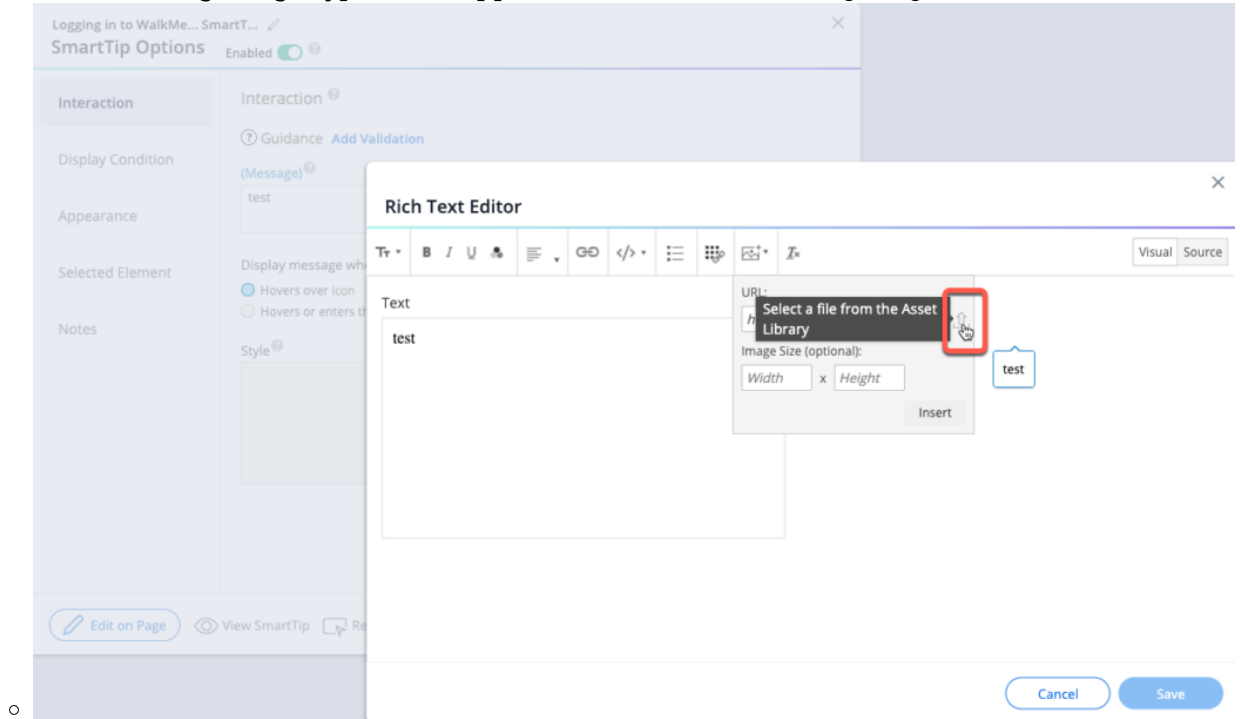 Logging in to WalkMe... SmartT...
SmartTip Options Enabled
Interaction
Display Condition
Appearance
Selected Element
Notes
Interaction
Guidance Add Validation
(Message)
test
Display message wh
Hovers over icon
Hovers or enters th
Style
Edit on Page View SmartTip Re
Rich Text Editor
Visual Source
Text
test
URL:
h
Select a file from the Asset
Library
Image Size (optional):
Width x Height
Insert
test
Cancel Save